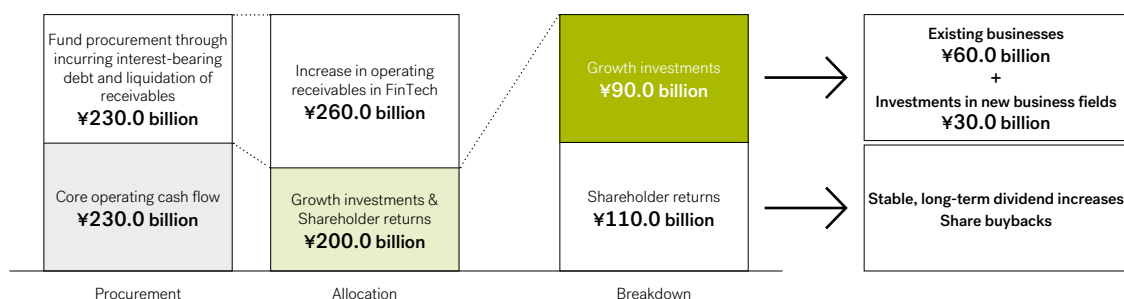 Fund procurement through
incurring interest-bearing
debt and liquidation of
receivables
¥230.0 billion
Core operating cash flow
¥230.0 billion
Procurement
Increase in operating
receivables in FinTech
¥260.0 billion
Growth investments &
Shareholder returns
¥200.0 billion
Allocation
Growth investments
¥90.0 billion
Shareholder returns
¥110.0 billion
Breakdown
Existing businesses
¥60.0 billion
+
Investments in new business fields
¥30.0 billion
Stable, long-term dividend increases
Share buybacks